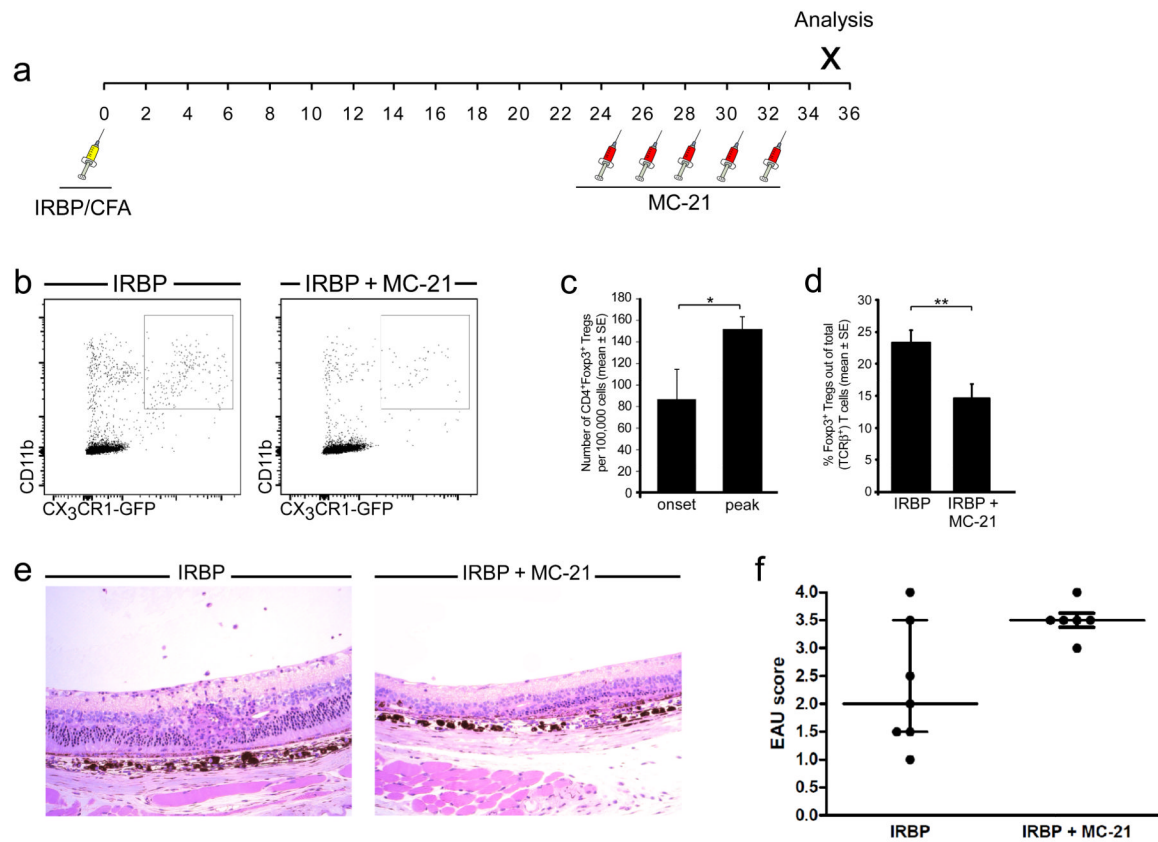 Analysis
X
a
0 2 4 6 8 10 12 14 16 18 20 22 24 26 28 30 32 34 36
IRBP/CFA
MC-21
b
IRBP
IRBP + MC-21
CD11b
CX3CR1-GFP
CD11b
CX3CR1-GFP
c
Number of CD4+Foxp3+ Tregs
per 100,000 cells (mean ± SE)
180
160
140
120
100
80
60
40
20
0
*
onset peak
d
% Foxp3+ Tregs out of total
(TCRβ+) T cells (mean ± SE)
30
25
20
15
10
5
0
**
IRBP IRBP +
MC-21
e
IRBP
IRBP + MC-21
f
EAU score
4.0
3.5
3.0
2.5
2.0
1.5
1.0
0.5
0.0
IRBP IRBP + MC-21